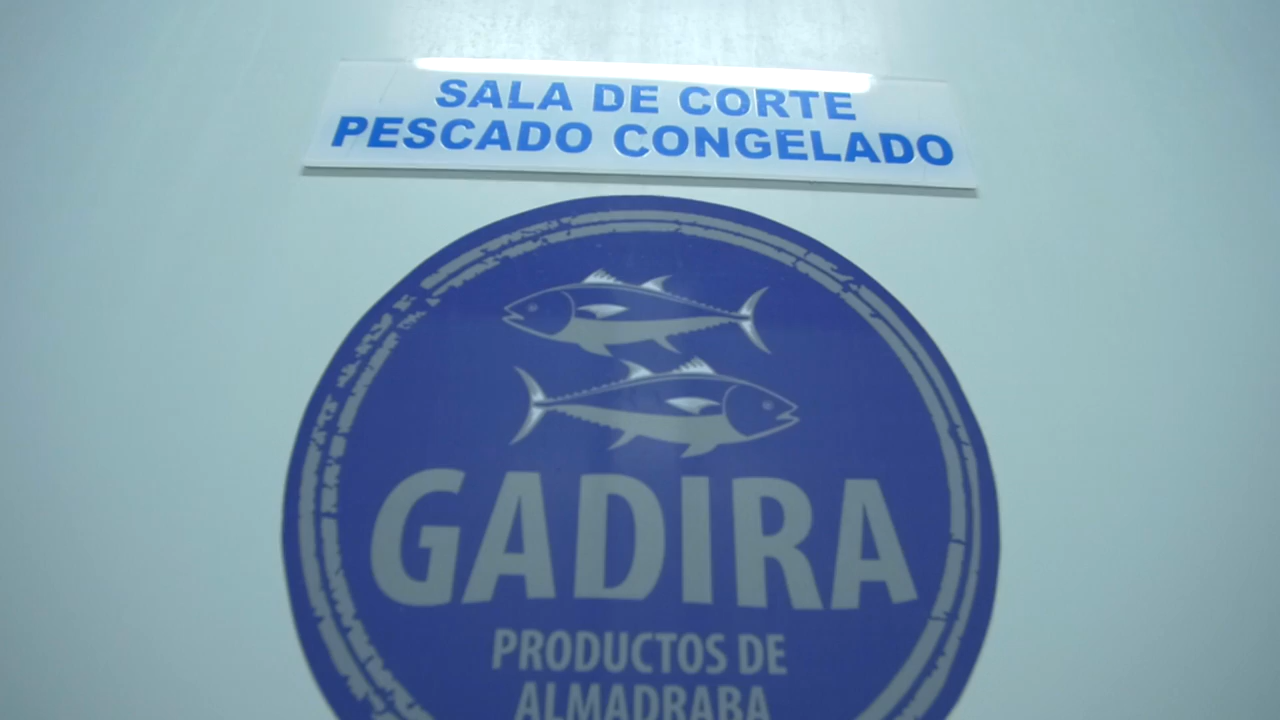 SALA DE CORTE
PESCADO CONGELADO
GADIRA
PRODUCTOS DE
ALMADRABA